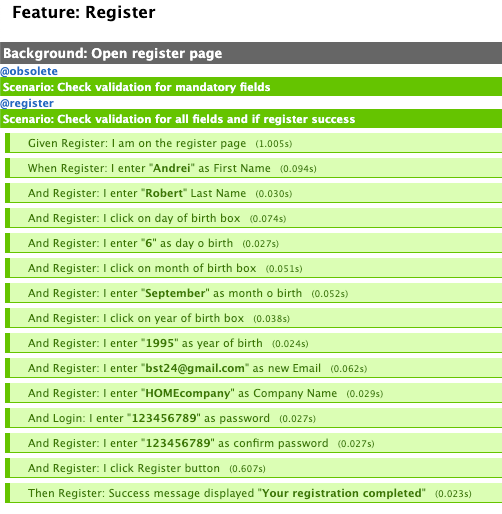 Feature: Register
Background: Open register page
@obsolete
Scenario: Check validation for mandatory fields
@register
Scenario: Check validation for all fields and if register success
Given Register: I am on the register page (1.005s)
When Register: I enter "Andrei" as First Name (0.094s)
And Register: I enter "Robert" Last Name (0.030s)
And Register: I click on day of birth box (0.074s)
And Register: I enter "6" as day o birth (0.027s)
And Register: I click on month of birth box (0.051s)
And Register: I enter "September" as month o birth (0.052s)
And Register: I click on year of birth box (0.038s)
And Register: I enter "1995" as year of birth (0.024s)
And Register: I enter "bst24@gmail.com" as new Email (0.062s)
And Register: I enter "HOMEcompany" as Company Name (0.029s)
And Login: I enter "123456789" as password (0.027s)
And Register: I enter "123456789" as confirm password (0.027s)
And Register: I click Register button (0.607s)
Then Register: Success message displayed "Your registration completed" (0.023s)